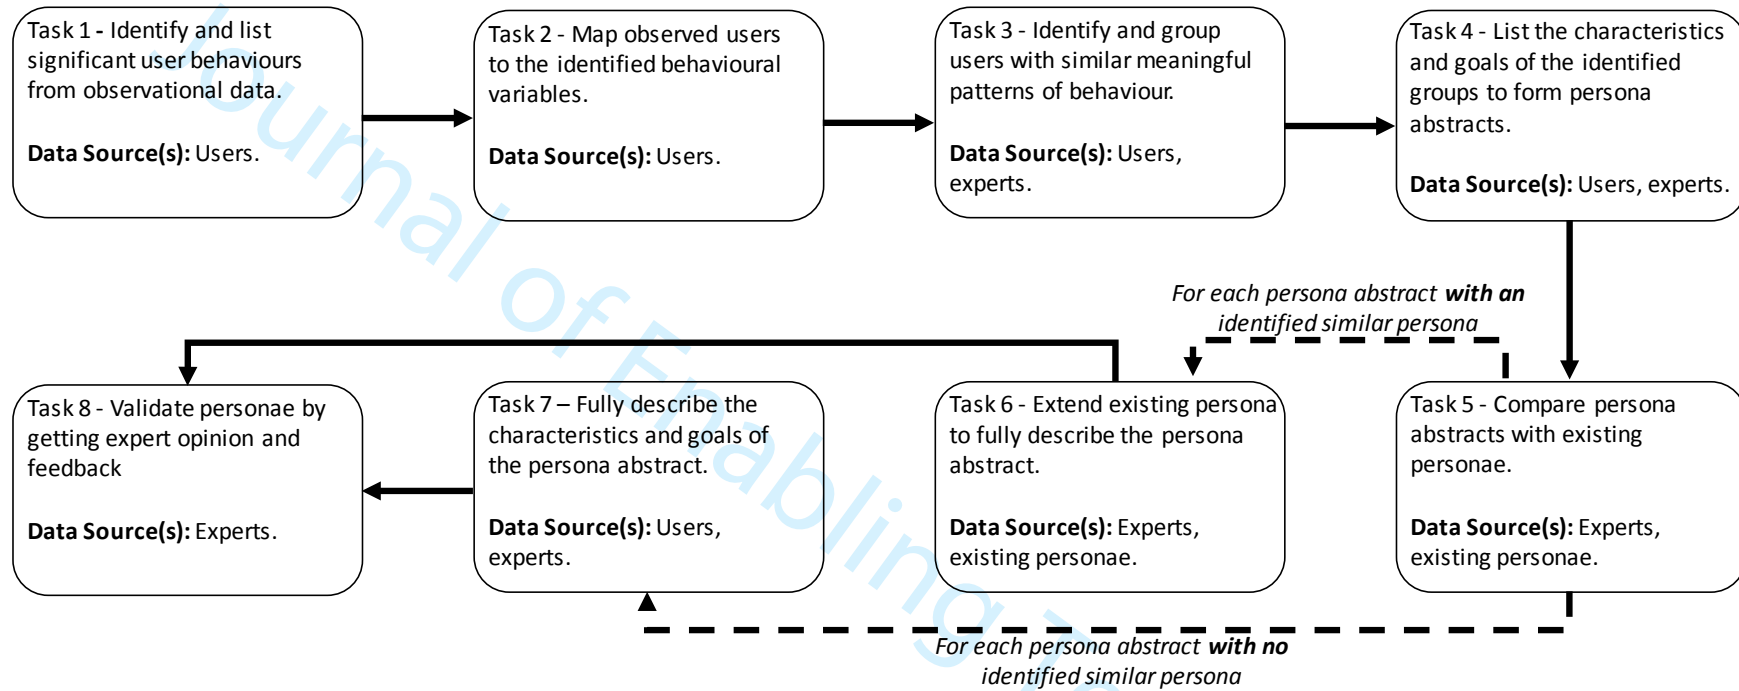 Task 1 - Identify and list
significant user behaviours
from observational data.
Data Source(s): Users.
Task 2 - Map observed users
to the identified behavioural
variables.
Data Source(s): Users.
Task 3 - Identify and group
users with similar meaningful
patterns of behaviour.
Data Source(s): Users,
experts.
Task 4 - List the characteristics
and goals of the identified
groups to form persona
abstracts.
Data Source(s): Users, experts.
For each persona abstract with an
identified similar persona
Task 8 - Validate personae by
getting expert opinion and
feedback
Data Source(s): Experts.
Task 7 – Fully describe the
characteristics and goals of
the persona abstract.
Data Source(s): Users,
experts.
Task 6 - Extend existing persona
to fully describe the persona
abstract.
Data Source(s): Experts,
existing personae.
Task 5 - Compare persona
abstracts with existing
personae.
Data Source(s): Experts,
existing personae.
For each persona abstract with no
identified similar persona
Journal of Enabling